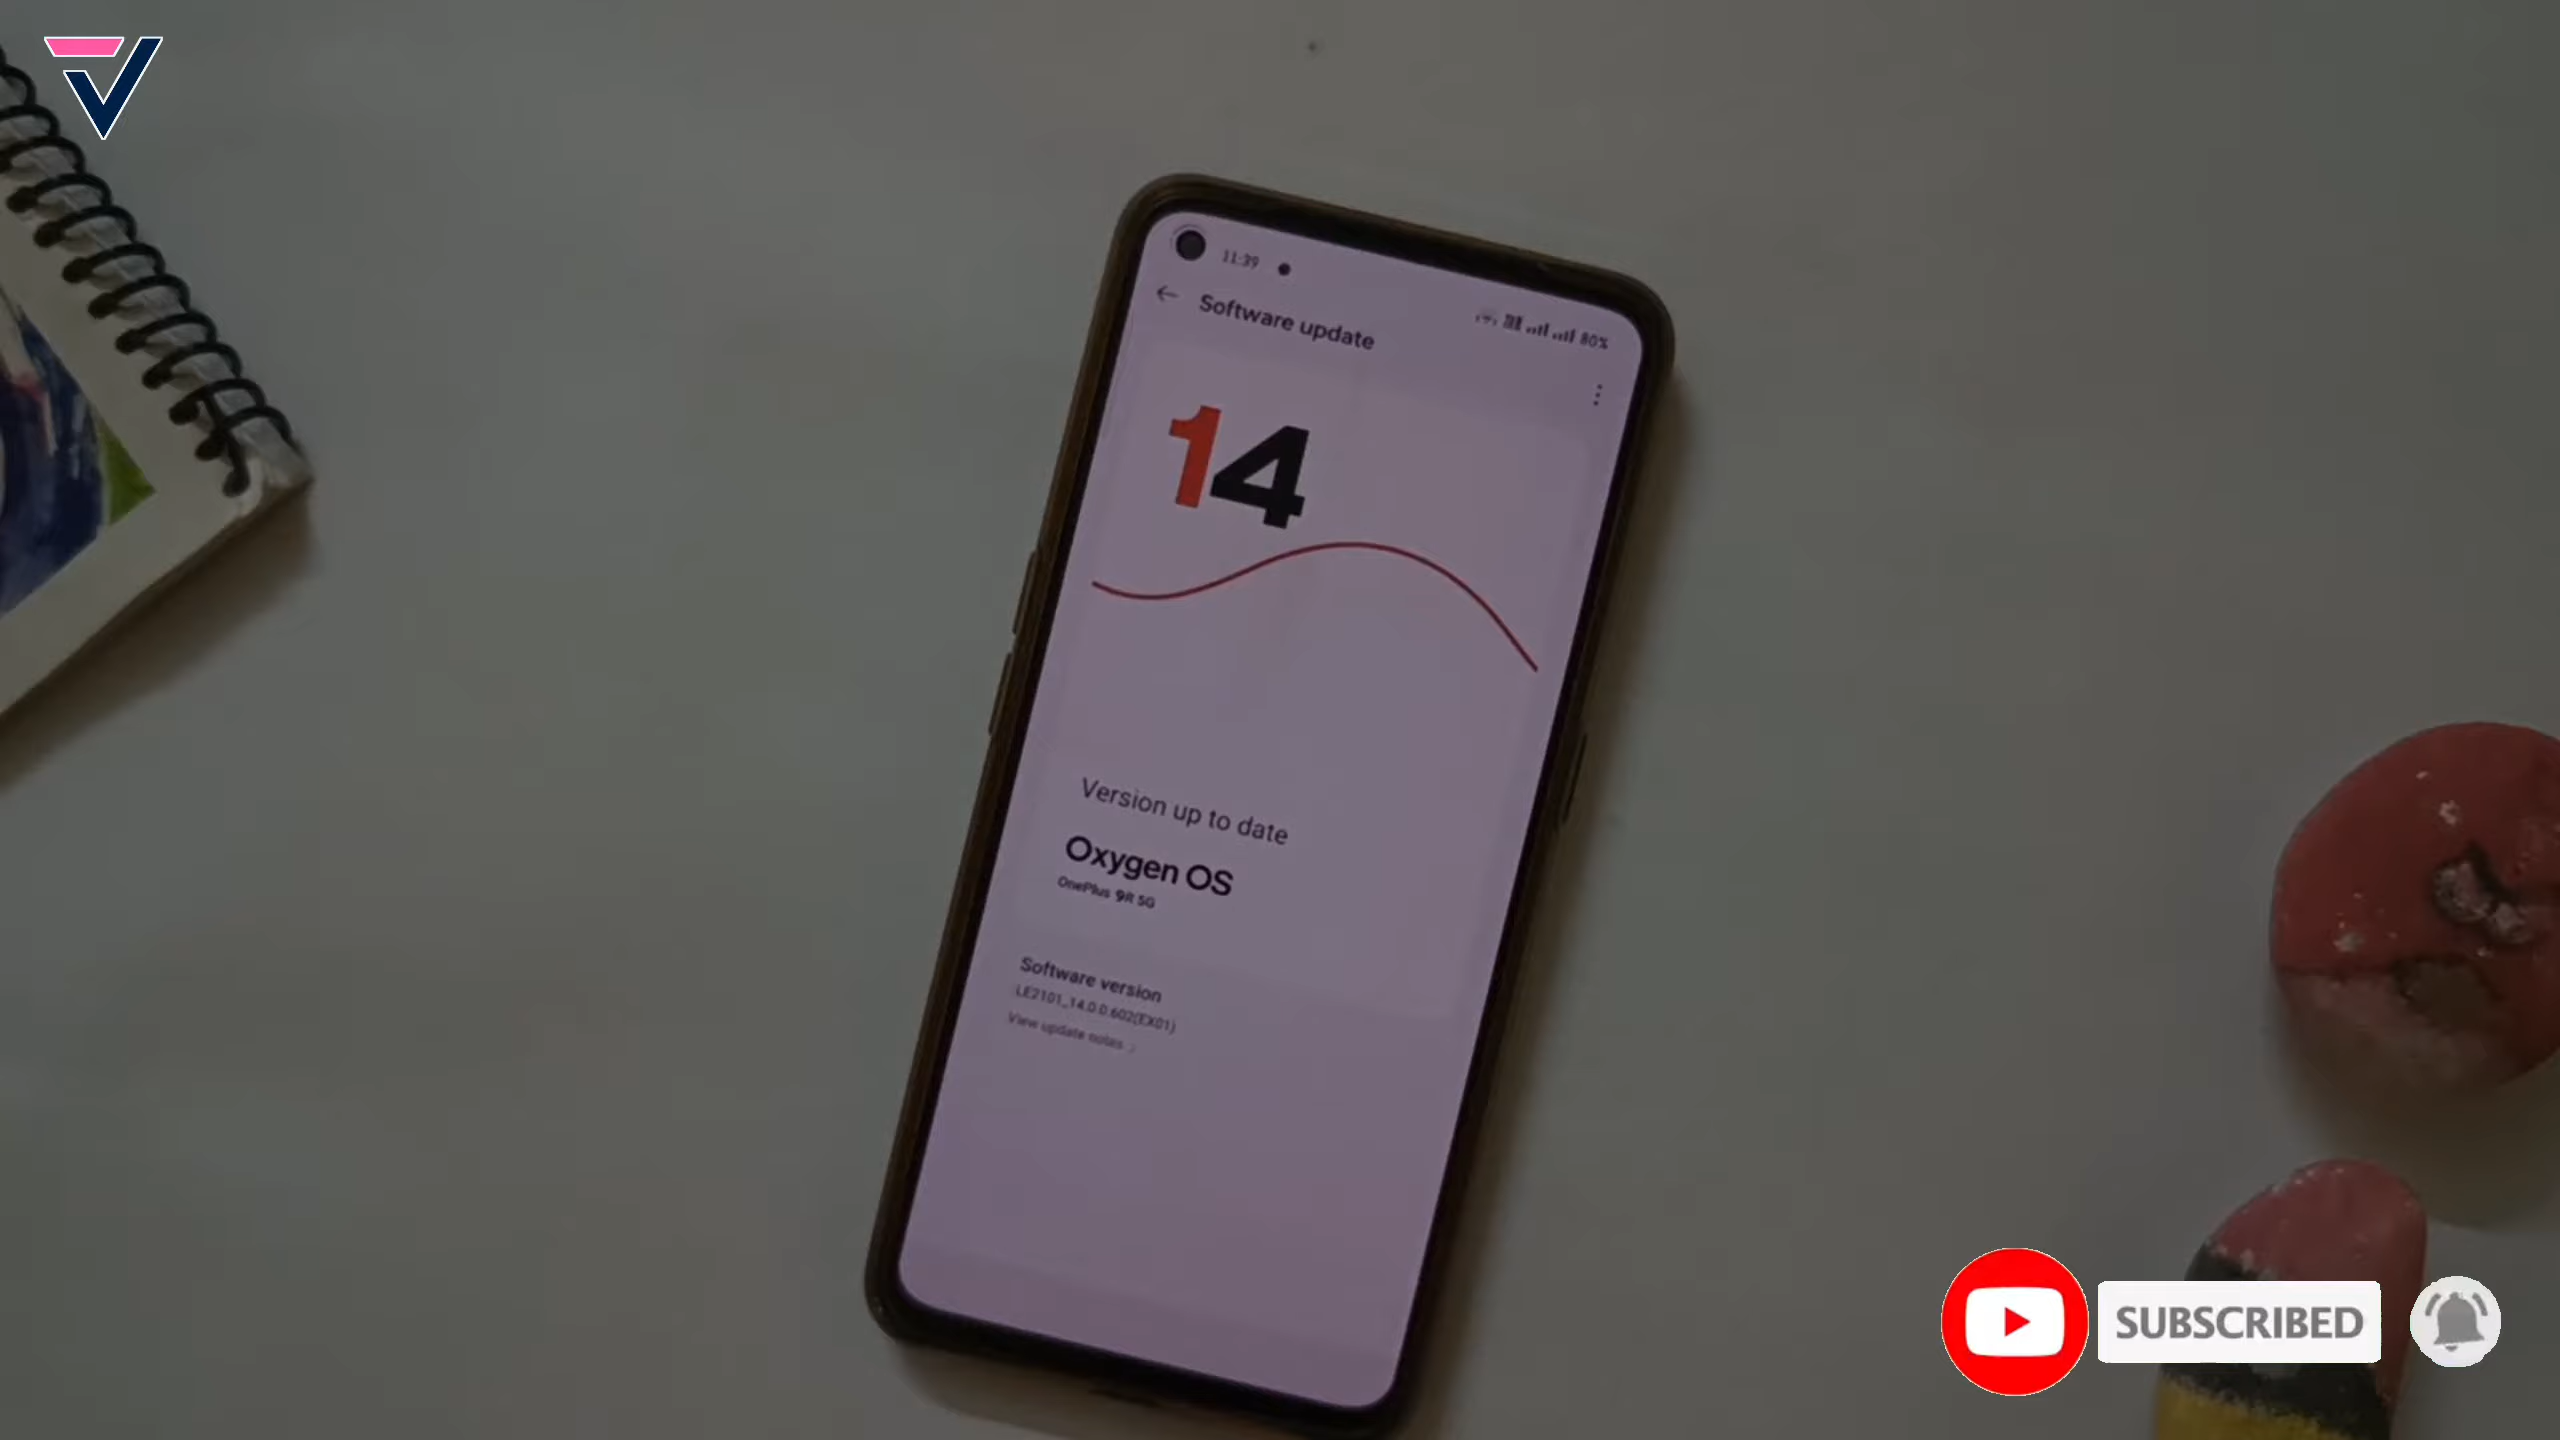 11:39
80%
Software update
14
Version up to date
Oxygen OS
OnePlus 9R 5G
Software version
LE2101_14.0.0.602(EX01)
View update notes
SUBSCRIBED